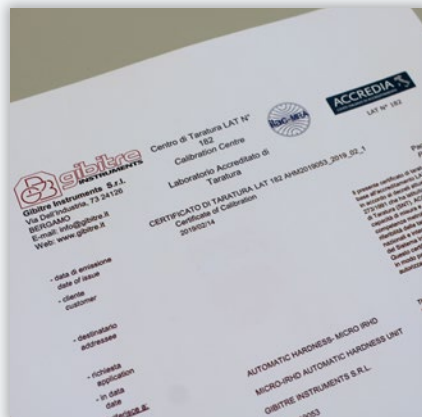 gibitre
INSTRUMENTS
Gibitre Instruments S.r.l.
Via Dell'Industria, 73 24126
BERGAMO
E-mail: info@gibitre.it
Web: www.gibitre.it
Centro di Taratura LAT N°
182
Calibration Centre
Laboratorio Accreditato di
Taratura
ilac-MRA
ACCREDIA
LAT N° 182
CERTIFICATO DI TARATURA LAT 182 AHM2019053_2019_02_1
Certificate of Calibration
2019/02/14
- data di emissione
date of issue
- cliente
customer
- destinatario
addressee
- richiesta
application
- in data
date
AUTOMATIC HARDNESS- MICRO IRHD
MICRO-IRHD AUTOMATIC HARDNESS UNIT
GIBITRE INSTRUMENTS S.R.L.